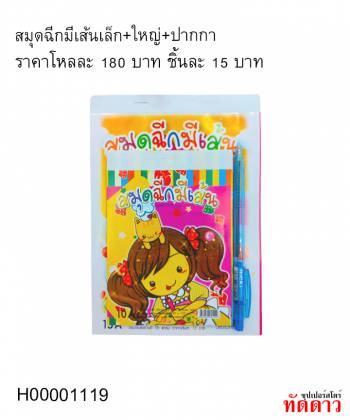 สมุดฉีกมีเส้นเล็ก+ใหญ่+ปากกา
ราคาโหลละ 180 บาท ชิ้นละ 15 บาท
สมุดฉีกมีเส้น
สมุดฉีกมีเส้น
H00001119
ซุปเปอร์สโตร์
ทัดดาว